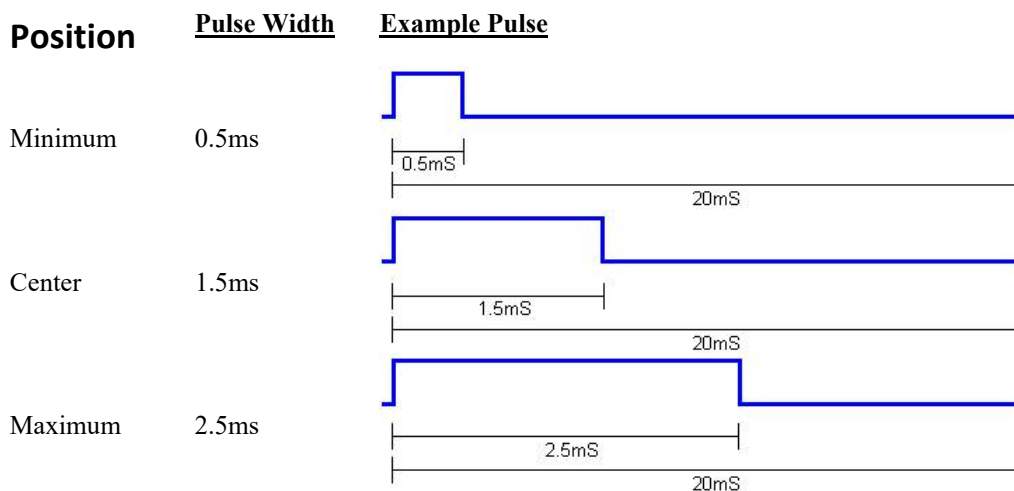 Position Pulse Width Example Pulse
Minimum 0.5ms
0.5mS
20mS
Center 1.5ms
1.5mS
20mS
Maximum 2.5ms
2.5mS
20mS